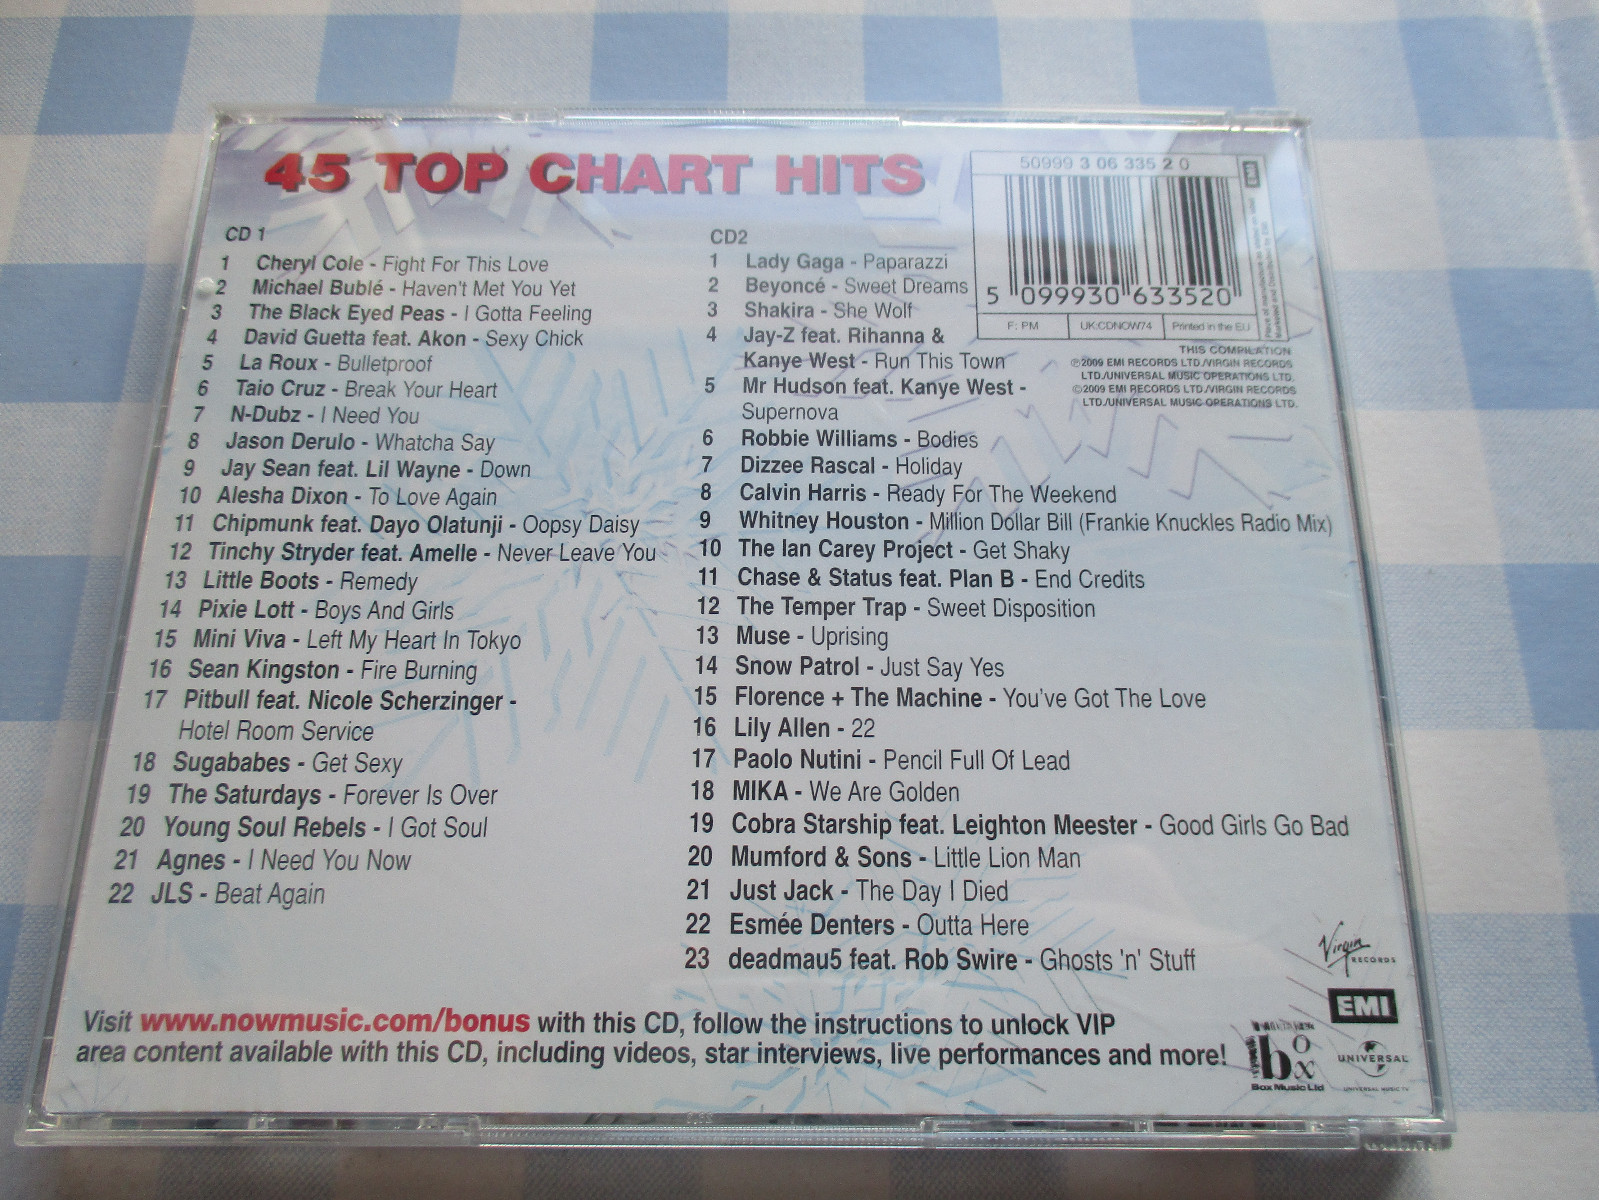 45 TOP CHART HITS
CD 1
1 Cheryl Cole - Fight For This Love
2 Michael Bublé - Haven't Met You Yet
3 The Black Eyed Peas - I Gotta Feeling
4 David Guetta feat. Akon - Sexy Chick
5 La Roux - Bulletproof
6 Taio Cruz - Break Your Heart
7 N-Dubz - I Need You
8 Jason Derulo - Whatcha Say
9 Jay Sean feat. Lil Wayne - Down
10 Alesha Dixon - To Love Again
11 Chipmunk feat. Dayo Olatunji - Oopsy Daisy
12 Tinchy Stryder feat. Amelle - Never Leave You
13 Little Boots - Remedy
14 Pixie Lott - Boys And Girls
15 Mini Viva - Left My Heart In Tokyo
16 Sean Kingston - Fire Burning
17 Pitbull feat. Nicole Scherzinger -
Hotel Room Service
18 Sugababes - Get Sexy
19 The Saturdays - Forever Is Over
20 Young Soul Rebels - I Got Soul
21 Agnes - I Need You Now
22 JLS - Beat Again
CD2
1 Lady Gaga - Paparazzi
2 Beyoncé - Sweet Dreams
3 Shakira - She Wolf
4 Jay-Z feat. Rihanna &
Kanye West - Run This Town
5 Mr Hudson feat. Kanye West -
Supernova
6 Robbie Williams - Bodies
7 Dizzee Rascal - Holiday
8 Calvin Harris - Ready For The Weekend
9 Whitney Houston - Million Dollar Bill (Frankie Knuckles Radio Mix)
10 The Ian Carey Project - Get Shaky
11 Chase & Status feat. Plan B - End Credits
12 The Temper Trap - Sweet Disposition
13 Muse - Uprising
14 Snow Patrol - Just Say Yes
15 Florence + The Machine - You've Got The Love
16 Lily Allen - 22
17 Paolo Nutini - Pencil Full Of Lead
18 MIKA - We Are Golden
19 Cobra Starship feat. Leighton Meester - Good Girls Go Bad
20 Mumford & Sons - Little Lion Man
21 Just Jack - The Day I Died
22 Esmée Denters - Outta Here
23 deadmau5 feat. Rob Swire - Ghosts 'n' Stuff
50999 3 06 335 2 0
EMI
5 099930 633520
F: PM
UK:CDNOW74
Printed in the EU
THIS COMPILATION
℗2009 EMI RECORDS LTD./VIRGIN RECORDS
LTD./UNIVERSAL MUSIC OPERATIONS LTD.
©2009 EMI RECORDS LTD./VIRGIN RECORDS
LTD./UNIVERSAL MUSIC OPERATIONS LTD.
Visit www.nowmusic.com/bonus with this CD, follow the instructions to unlock VIP
area content available with this CD, including videos, star interviews, live performances and more!
Virgin
RECORDS
EMI
box
Box Music Ltd
UNIVERSAL